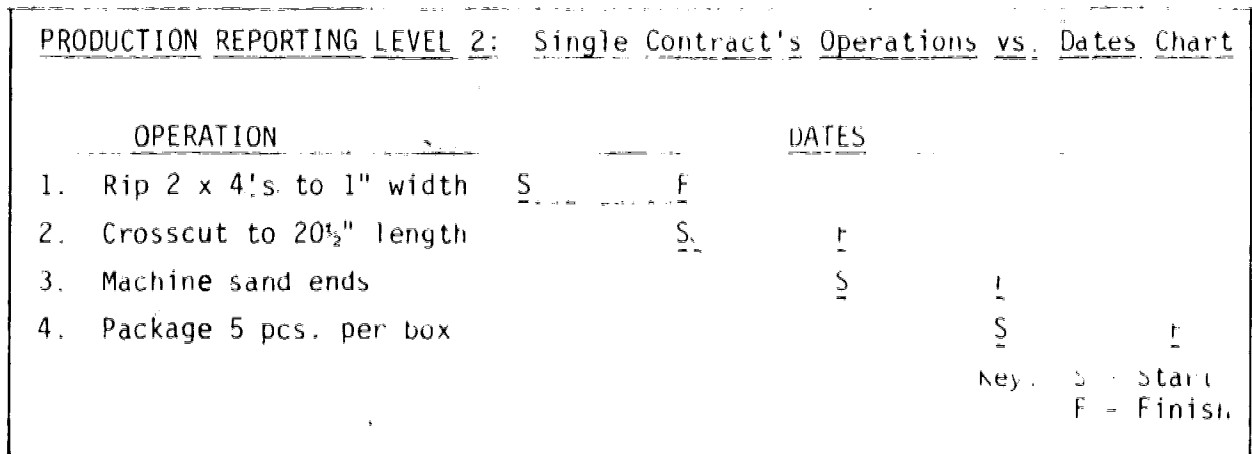 PRODUCTION REPORTING LEVEL 2: Single Contract's Operations vs. Dates Chart
OPERATION DATES
1. Rip 2 x 4's to 1" width S F
2. Crosscut to 20½" length S F
3. Machine sand ends S F
4. Package 5 pcs. per box S F
Key: S - Start
F - Finish